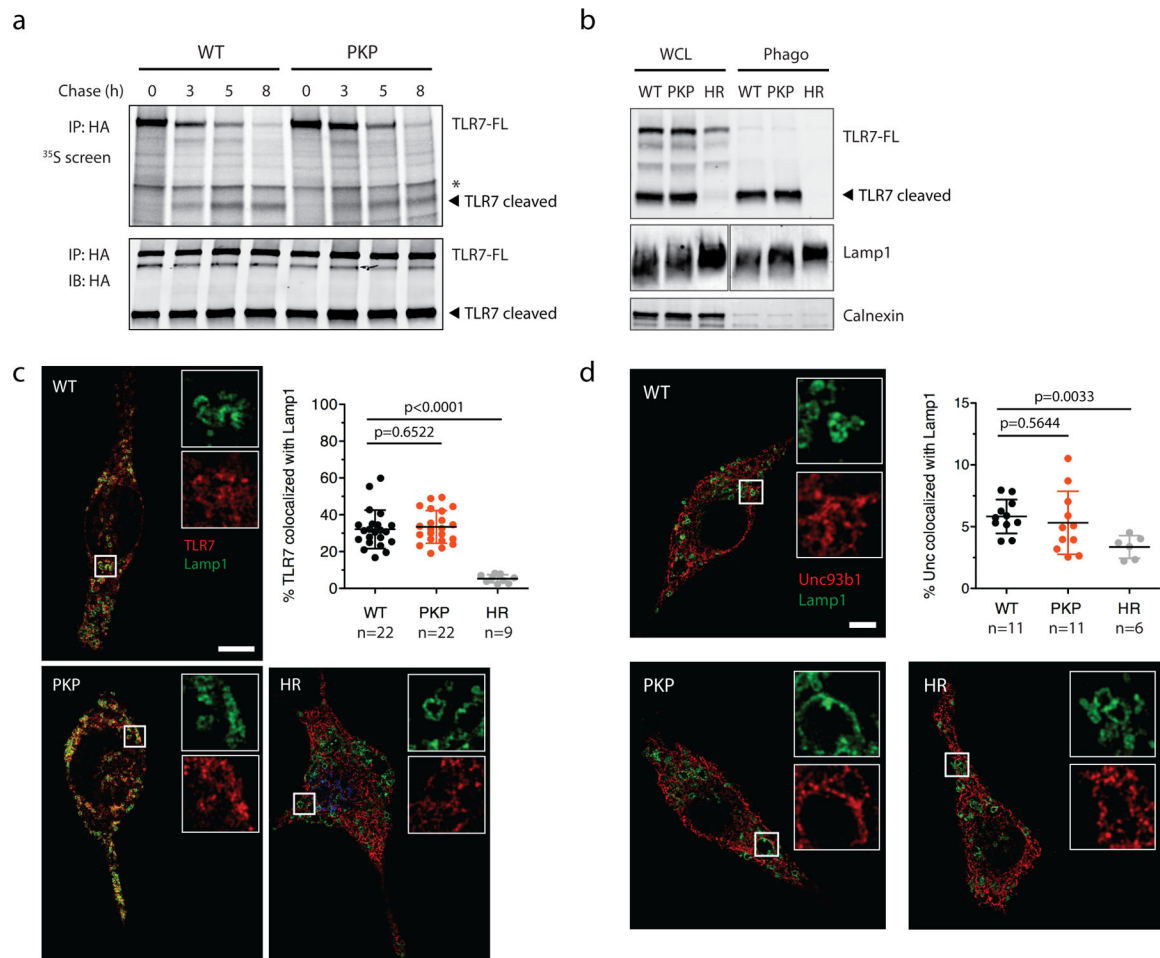 a
WT PKP
Chase (h) 0 3 5 8 0 3 5 8
IP: HA
TLR7-FL
35S screen
*
◄ TLR7 cleaved
IP: HA
TLR7-FL
IB: HA
◄ TLR7 cleaved
b
WCL Phago
WT PKP HR WT PKP HR
TLR7-FL
◄ TLR7 cleaved
Lamp1
Calnexin
c
WT
TLR7
Lamp1
% TLR7 colocalized with Lamp1
100
80
60
40
20
0
p<0.0001
p=0.6522
WT PKP HR
n=22 n=22 n=9
PKP
HR
d
WT
Unc93b1
Lamp1
% Unc colocalized with Lamp1
15
10
5
0
p=0.0033
p=0.5644
WT PKP HR
n=11 n=11 n=6
PKP
HR